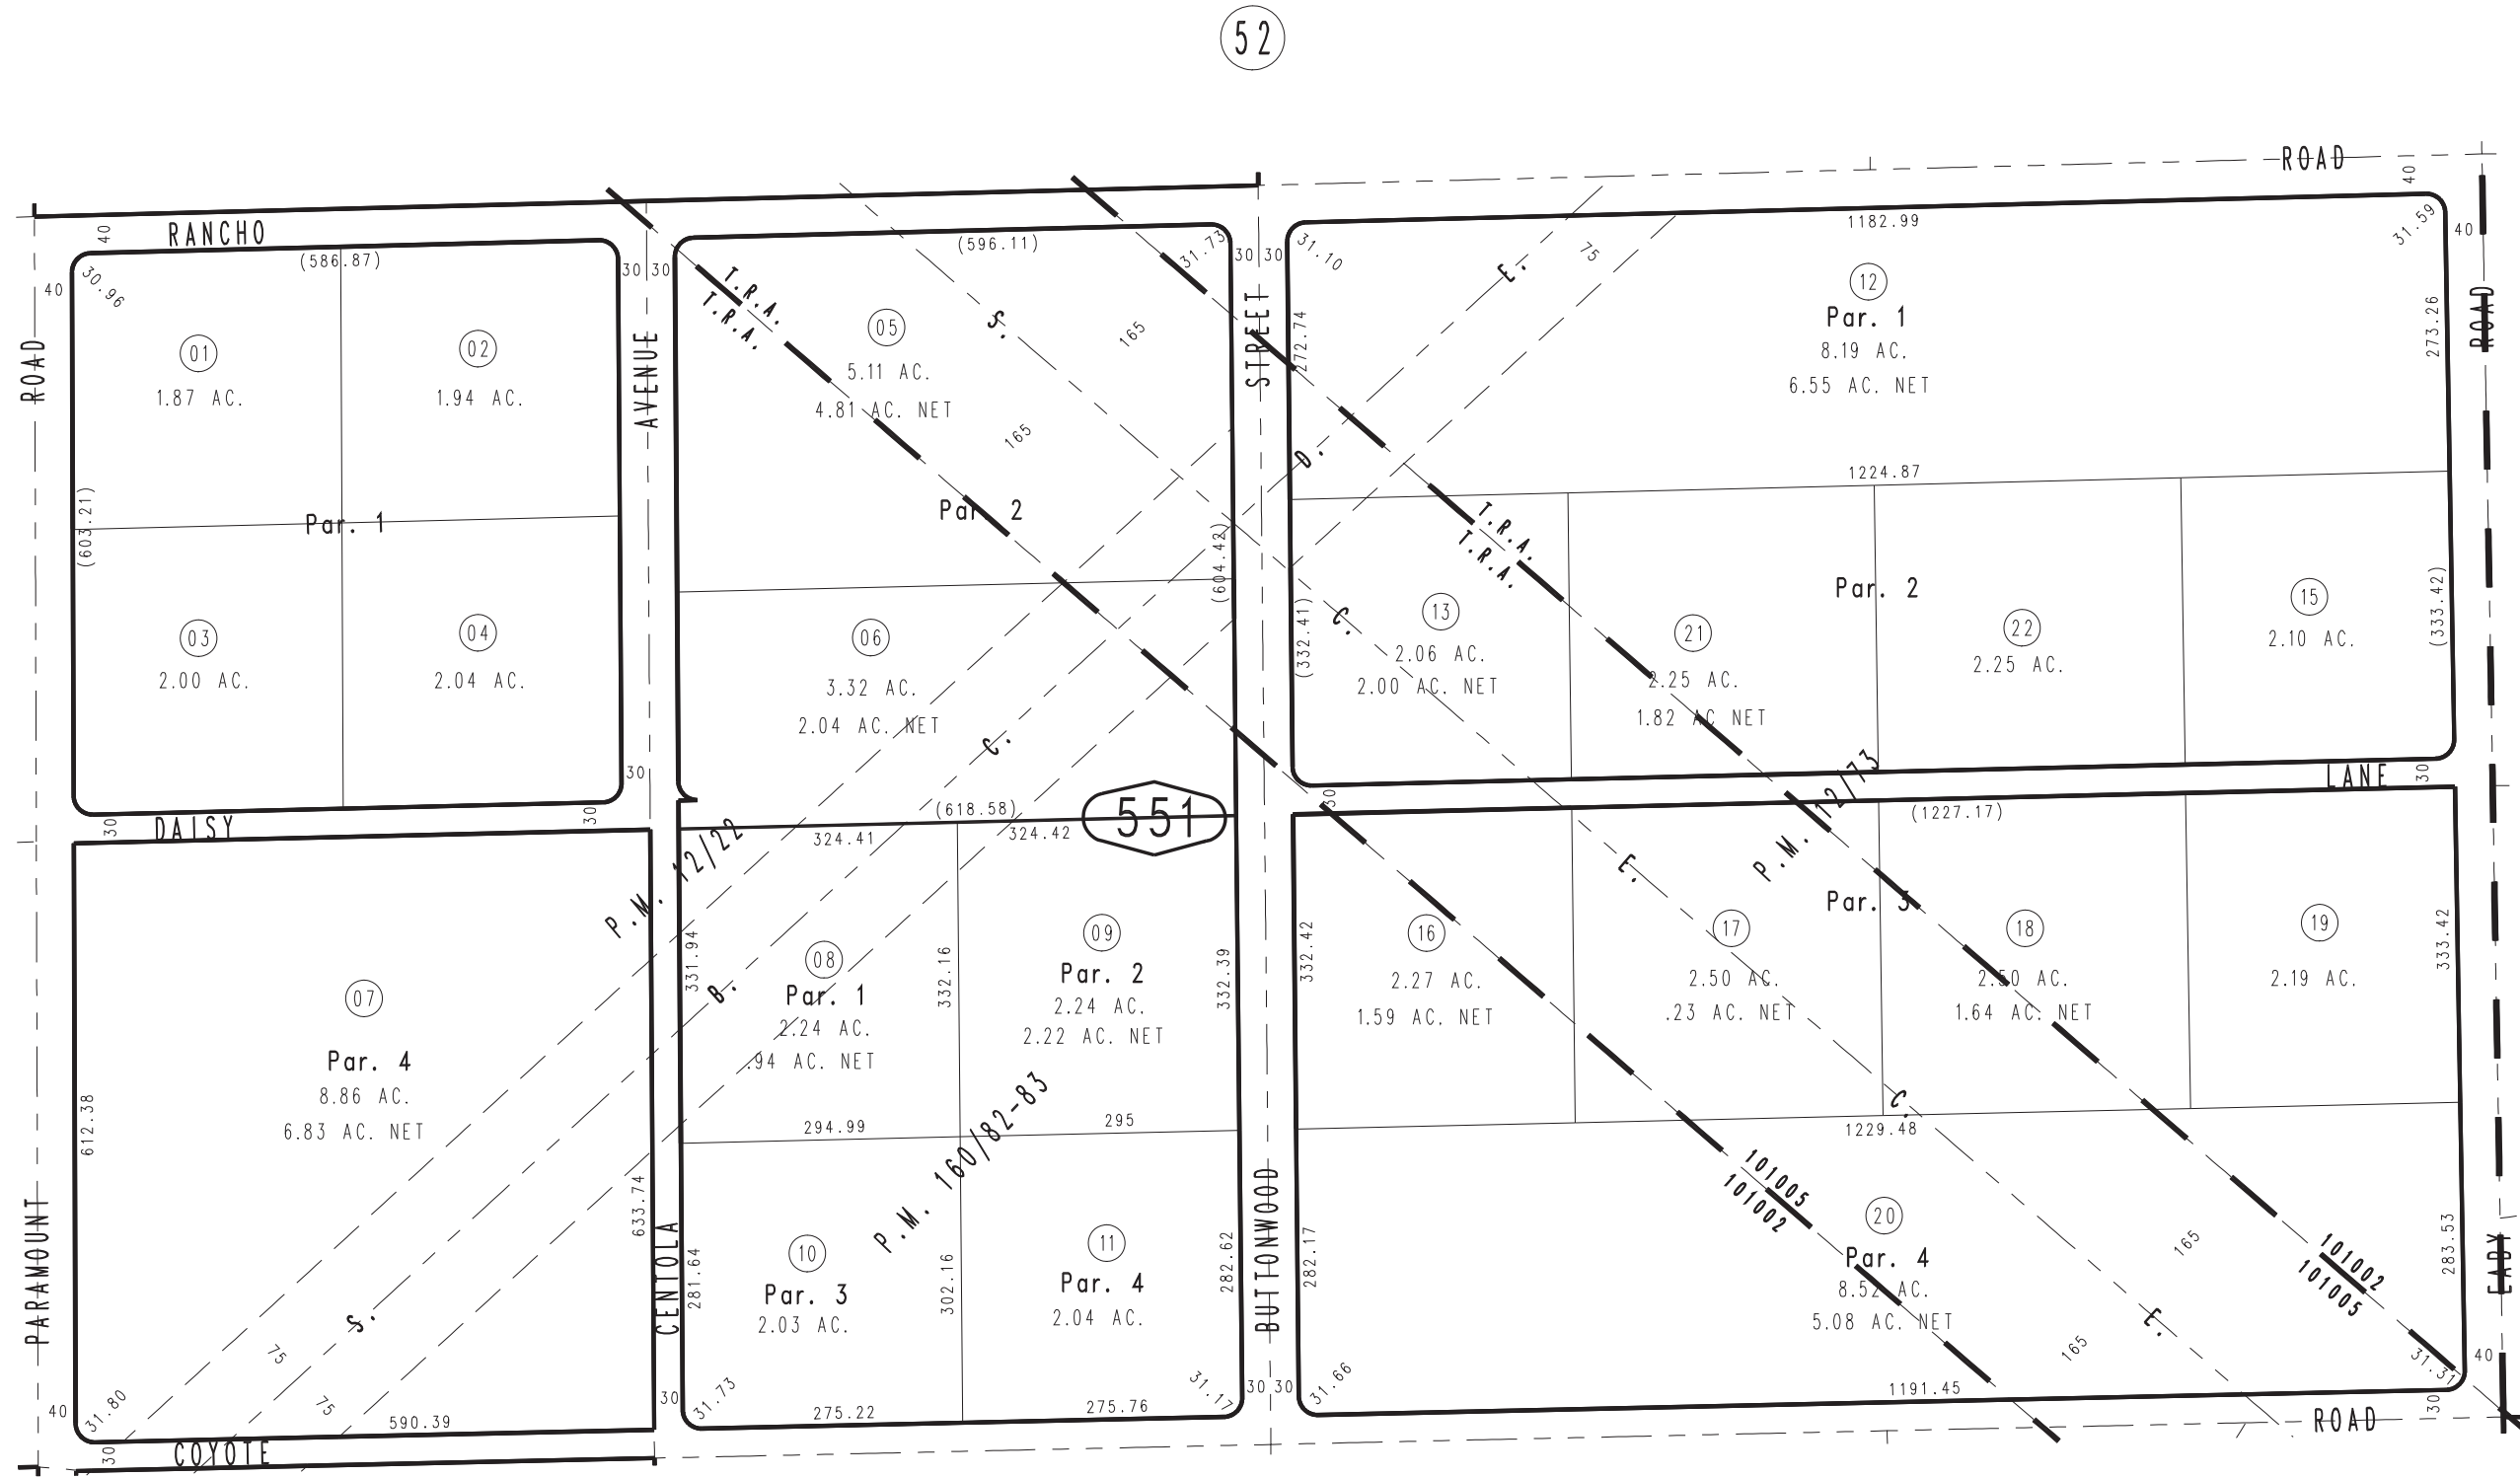 52
ROAD
40
RANCHO
40
(586.87)
30.96
40
(596.11)
31.73
30 30
30 30
31.10
1182.99
31.59
40
ROAD
AVENUE
STREET
ROAD
T.R.A.
T.R.A.
S.
165
165
E.
75
D.
272.74
273.26
01
1.87 AC.
02
1.94 AC.
05
5.11 AC.
4.81 AC. NET
12
Par. 1
8.19 AC.
6.55 AC. NET
1224.87
(603.21)
Par. 1
Par. 2
(604.42)
T.R.A.
T.R.A.
C.
(332.41)
Par. 2
(333.42)
03
2.00 AC.
04
2.04 AC.
06
3.32 AC.
2.04 AC. NET
C.
13
2.06 AC.
2.00 AC. NET
21
2.25 AC.
1.82 AC NET
22
2.25 AC.
15
2.10 AC.
30
30
DAISY
30
(618.58)
324.41
324.42
551
30
LANE
30
(1227.17)
P.M. 12/22
P.M. 12/73
E.
Par. 3
07
Par. 4
8.86 AC.
6.83 AC. NET
612.38
633.74
331.94
B.
08
Par. 1
2.24 AC.
.94 AC. NET
332.16
09
Par. 2
2.24 AC.
2.22 AC. NET
332.39
332.42
16
2.27 AC.
1.59 AC. NET
17
2.50 AC.
.23 AC. NET
18
2.50 AC.
1.64 AC. NET
19
2.19 AC.
333.42
C.
294.99
295
1229.48
P.M. 160/82-83
PARAMOUNT
CENTOLA
BUTTONWOOD
EADY
S.
75
75
281.64
10
Par. 3
2.03 AC.
302.16
11
Par. 4
2.04 AC.
282.62
282.17
101005
101002
20
Par. 4
8.52 AC.
5.08 AC. NET
165
165
E.
101002
101005
283.53
40
31.31
40
31.80
590.39
30
31.73
275.22
275.76
31.17
30 30
31.66
1191.45
30
30
COYOTE
ROAD